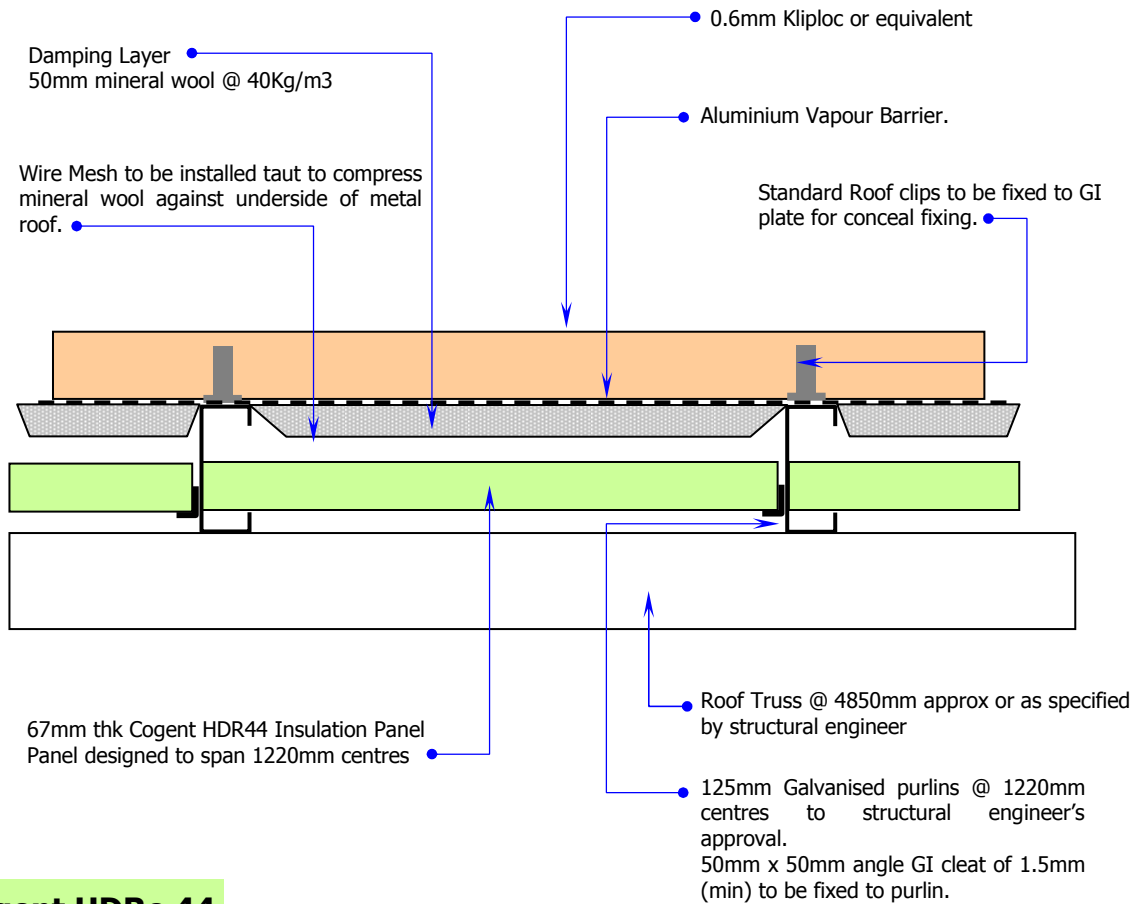 0.6mm Kliploc or equivalent
Damping Layer
50mm mineral wool @ 40Kg/m3
Aluminium Vapour Barrier.
Wire Mesh to be installed taut to compress
mineral wool against underside of metal
roof.
Standard Roof clips to be fixed to GI
plate for conceal fixing.
67mm thk Cogent HDR44 Insulation Panel
Panel designed to span 1220mm centres
Roof Truss @ 4850mm approx or as specified
by structural engineer
125mm Galvanised purlins @ 1220mm
centres to structural engineer’s
approval.
50mm x 50mm angle GI cleat of 1.5mm
(min) to be fixed to purlin.